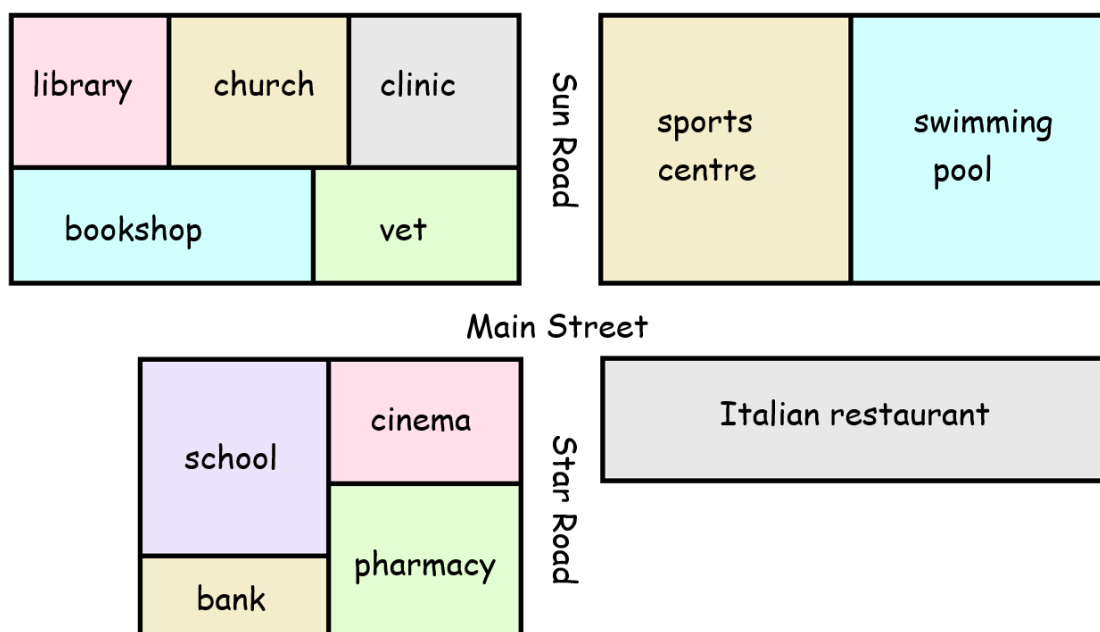 library
church
clinic
Sun Road
sports
centre
swimming
pool
bookshop
vet
Main Street
school
cinema
Star Road
Italian restaurant
bank
pharmacy